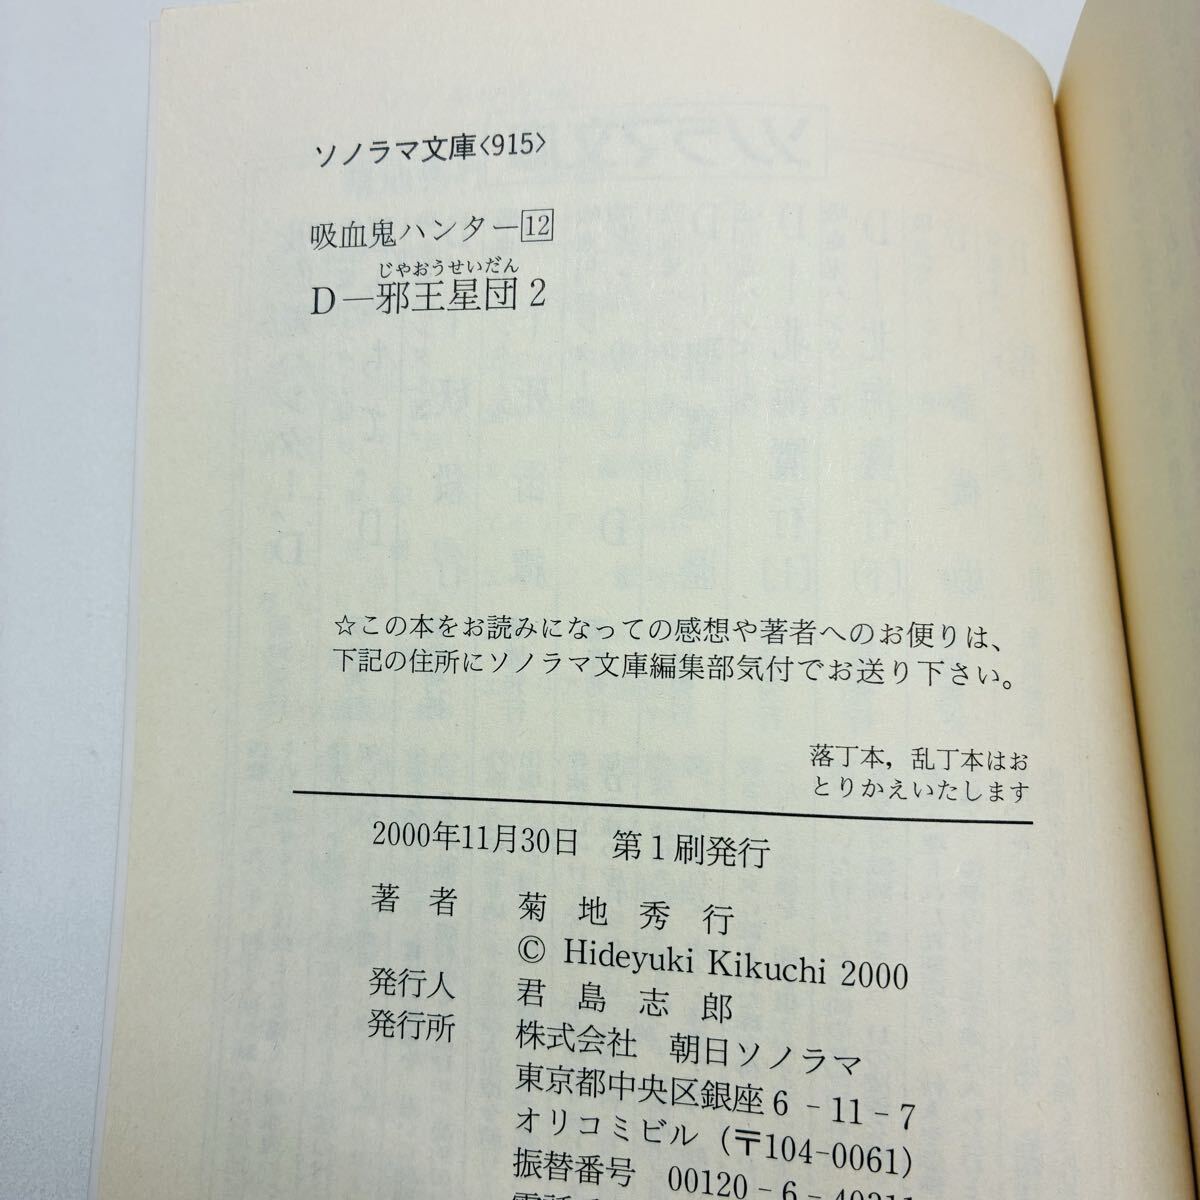 ソノラマ文庫〈915〉
吸血鬼ハンター12
じゃおうせいだん
D―邪王星団 2
☆この本をお読みになっての感想や著者へのお便りは、
下記の住所にソノラマ文庫編集部気付でお送り下さい。
落丁本，乱丁本はお
とりかえいたします
2000年11月30日 第1刷発行
著者 菊地秀行
© Hideyuki Kikuchi 2000
発行人 君島志郎
発行所 株式会社 朝日ソノラマ
東京都中央区銀座6-11-7
オリコミビル(〒104-0061)
振替番号 00120-6-40311